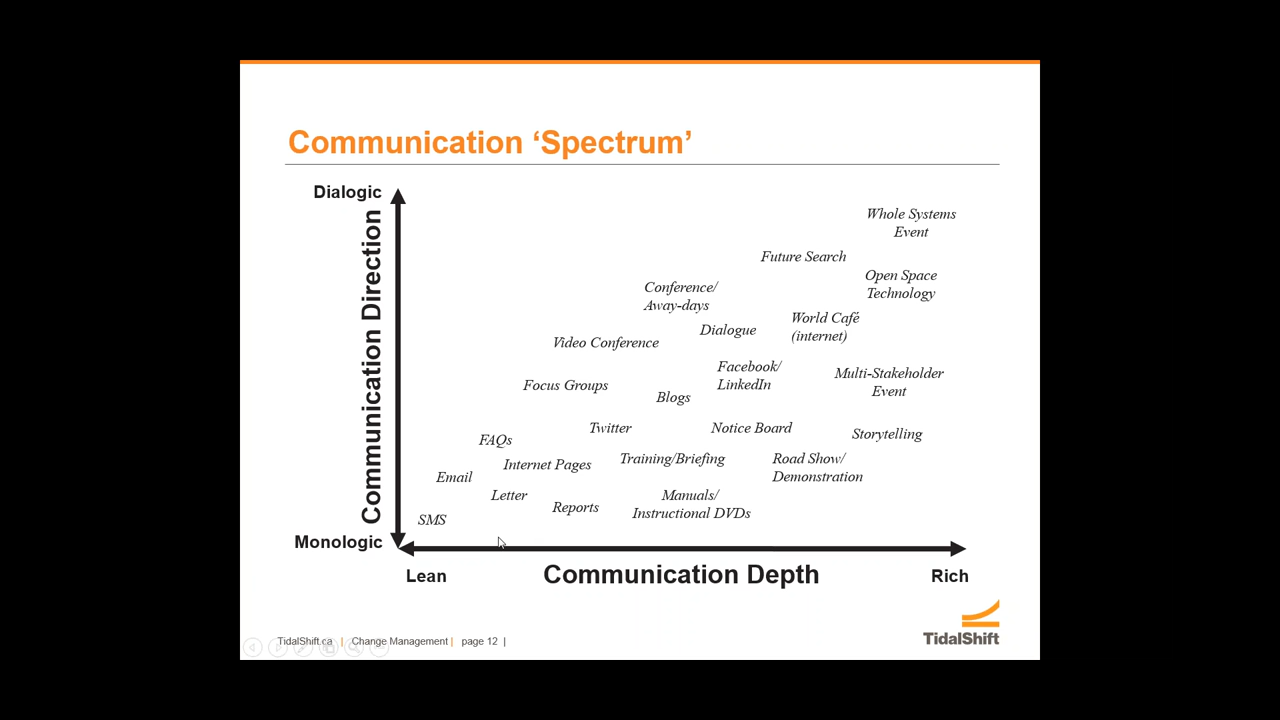 Communication ‘Spectrum’
Dialogic
Communication Direction
Monologic
Whole Systems
Event
Future Search
Open Space
Technology
Conference/
Away-days
World Café
(internet)
Dialogue
Video Conference
Facebook/
LinkedIn
Multi-Stakeholder
Event
Focus Groups
Blogs
Twitter
Notice Board
Storytelling
FAQs
Internet Pages
Training/Briefing
Road Show/
Demonstration
Email
Letter
Reports
Manuals/
Instructional DVDs
SMS
Lean
Communication Depth
Rich
TidalShift.ca | Change Management | page 12 |
TidalShift